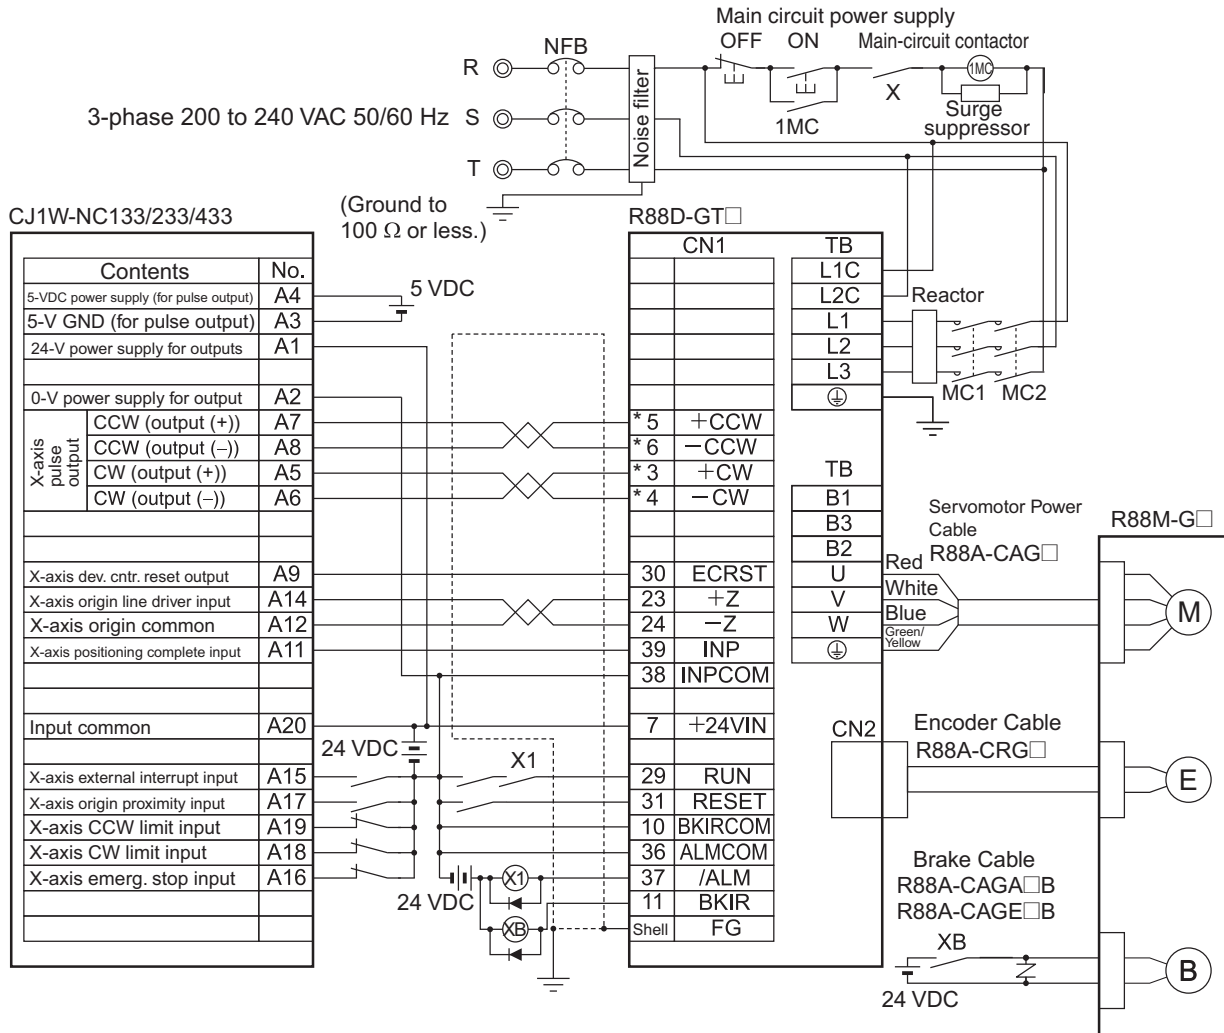 Main circuit power supply
OFF ON Main-circuit contactor
NFB
R
1MC
X
Surge
suppressor
1MC
3-phase 200 to 240 VAC 50/60 Hz S
Noise filter
T
(Ground to
100 Ω or less.)
CJ1W-NC133/233/433
R88D-GT□
Contents No.
5-VDC power supply (for pulse output) A4
5-V GND (for pulse output) A3
24-V power supply for outputs A1
0-V power supply for output A2
X-axis
pulse
output
CCW (output (+)) A7
CCW (output (−)) A8
CW (output (+)) A5
CW (output (−)) A6
X-axis dev. cntr. reset output A9
X-axis origin line driver input A14
X-axis origin common A12
X-axis positioning complete input A11
Input common A20
X-axis external interrupt input A15
X-axis origin proximity input A17
X-axis CCW limit input A19
X-axis CW limit input A18
X-axis emerg. stop input A16
5 VDC
24 VDC
X1
24 VDC
X1
XB
CN1
*5 +CCW
*6 −CCW
*3 +CW
*4 −CW
30 ECRST
23 +Z
24 −Z
39 INP
38 INPCOM
7 +24VIN
29 RUN
31 RESET
10 BKIRCOM
36 ALMCOM
37 /ALM
11 BKIR
Shell FG
TB
L1C
L2C
L1
L2
L3
Reactor
MC1 MC2
TB
B1
B3
B2
U
V
W
Red
White
Blue
Green/
Yellow
Servomotor Power
Cable
R88A-CAG□
R88M-G□
M
CN2
Encoder Cable
R88A-CRG□
E
Brake Cable
R88A-CAGA□B
R88A-CAGE□B
XB
24 VDC
B